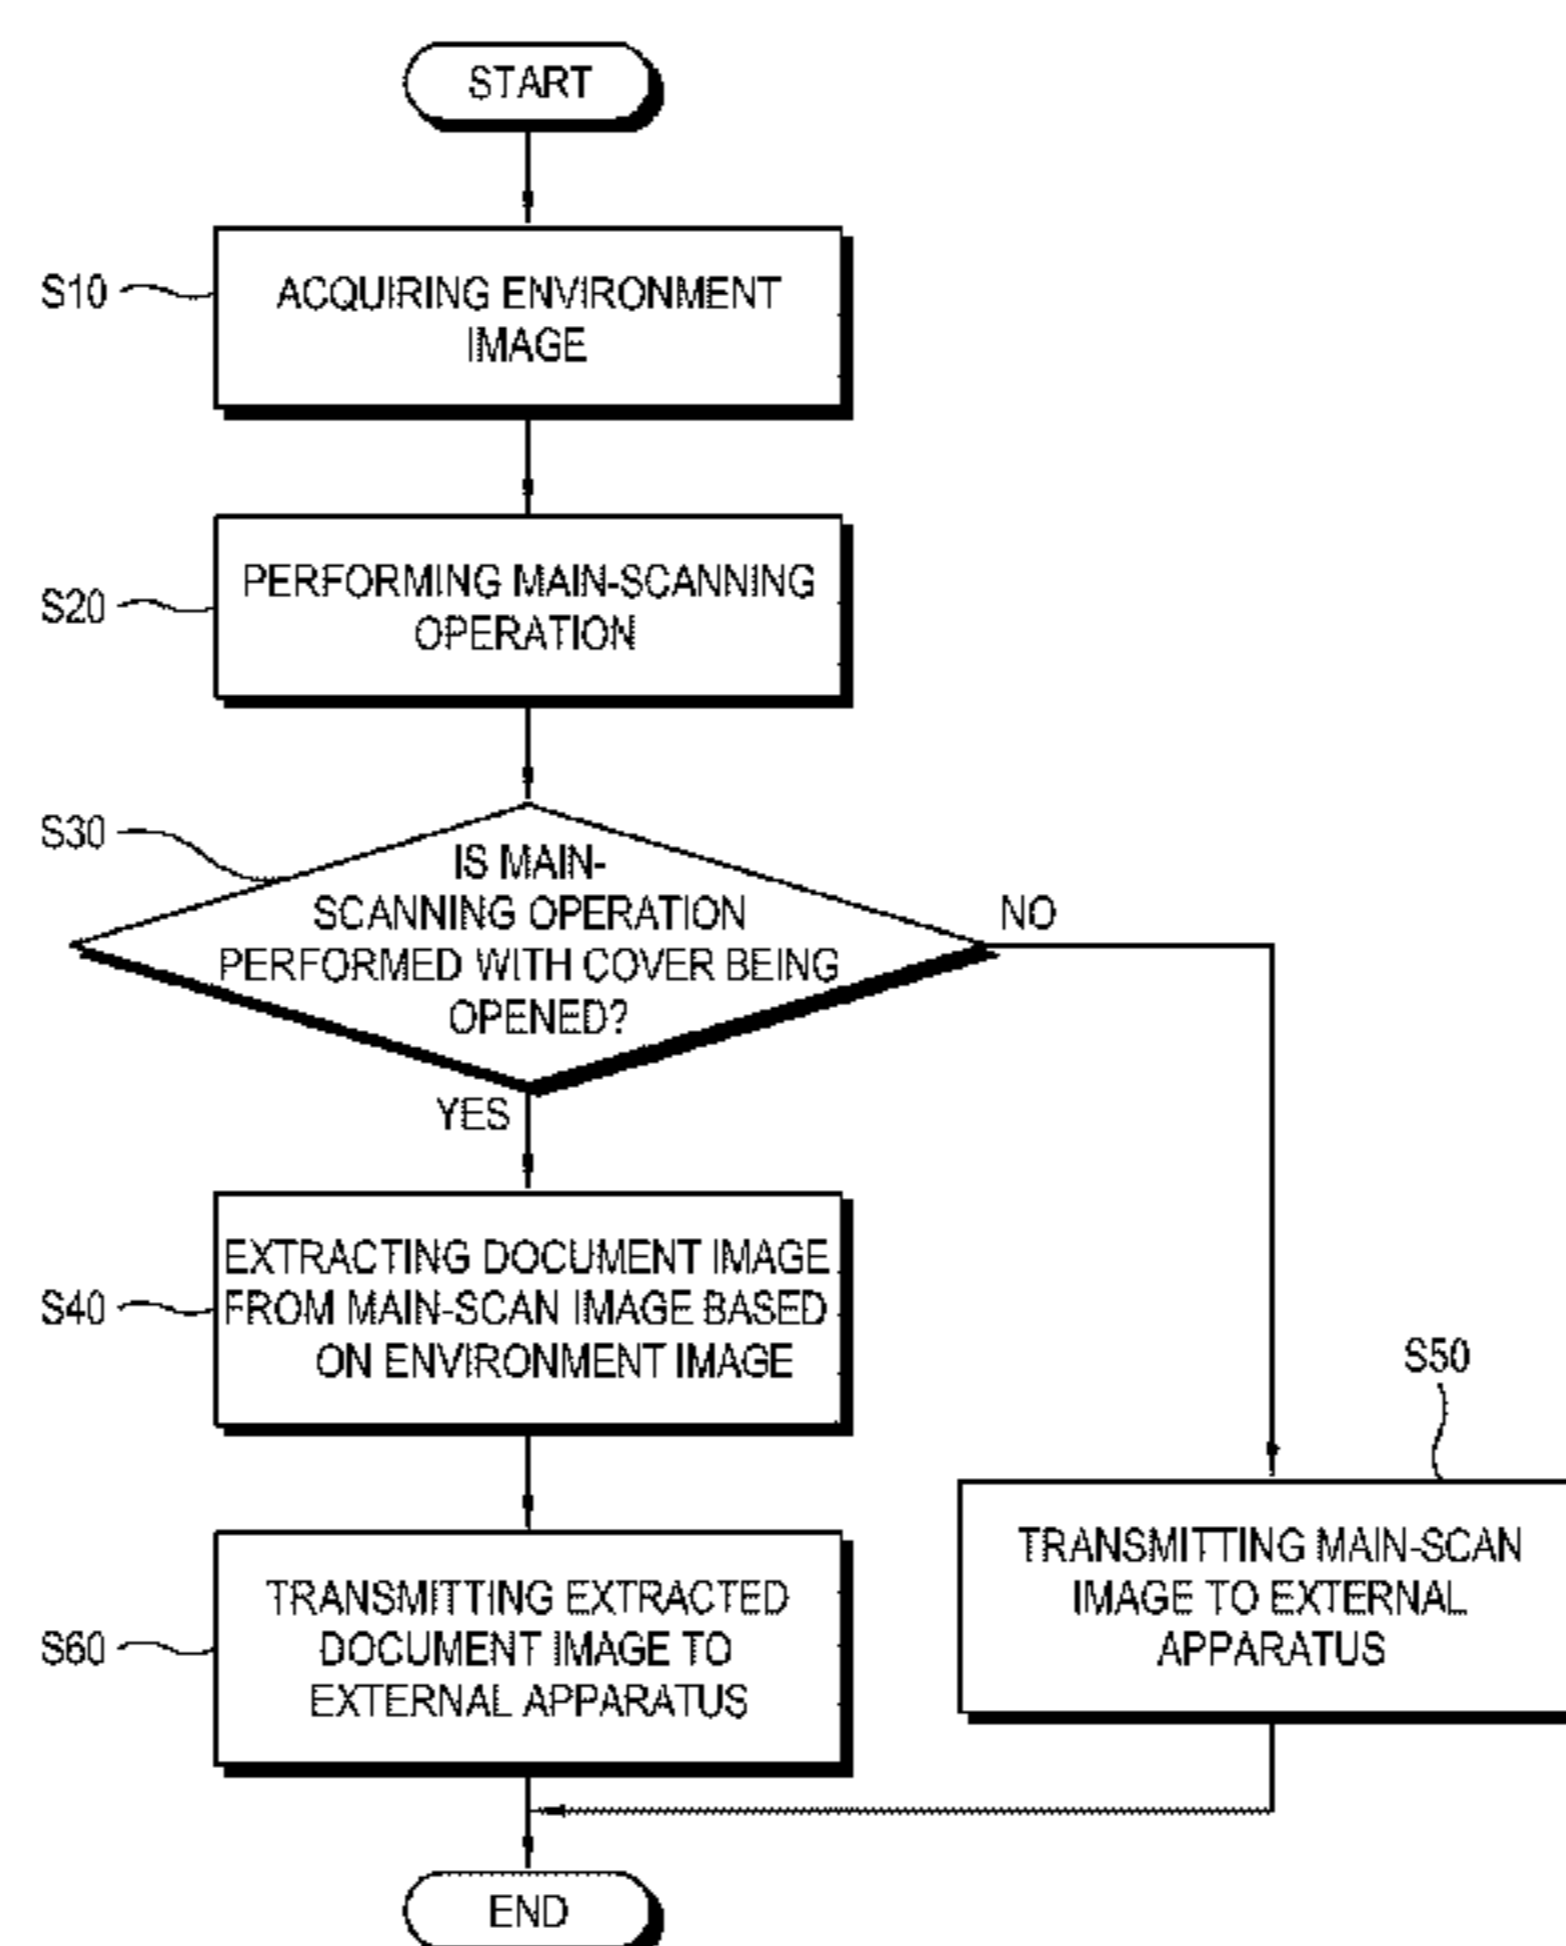 START
S10
ACQUIRING ENVIRONMENT
IMAGE
S20
PERFORMING MAIN-SCANNING
OPERATION
S30
IS MAIN-
SCANNING OPERATION
PERFORMED WITH COVER BEING
OPENED?
NO
YES
S40
EXTRACTING DOCUMENT IMAGE
FROM MAIN-SCAN IMAGE BASED
ON ENVIRONMENT IMAGE
S50
TRANSMITTING MAIN-SCAN
IMAGE TO EXTERNAL
APPARATUS
S60
TRANSMITTING EXTRACTED
DOCUMENT IMAGE TO
EXTERNAL APPARATUS
END